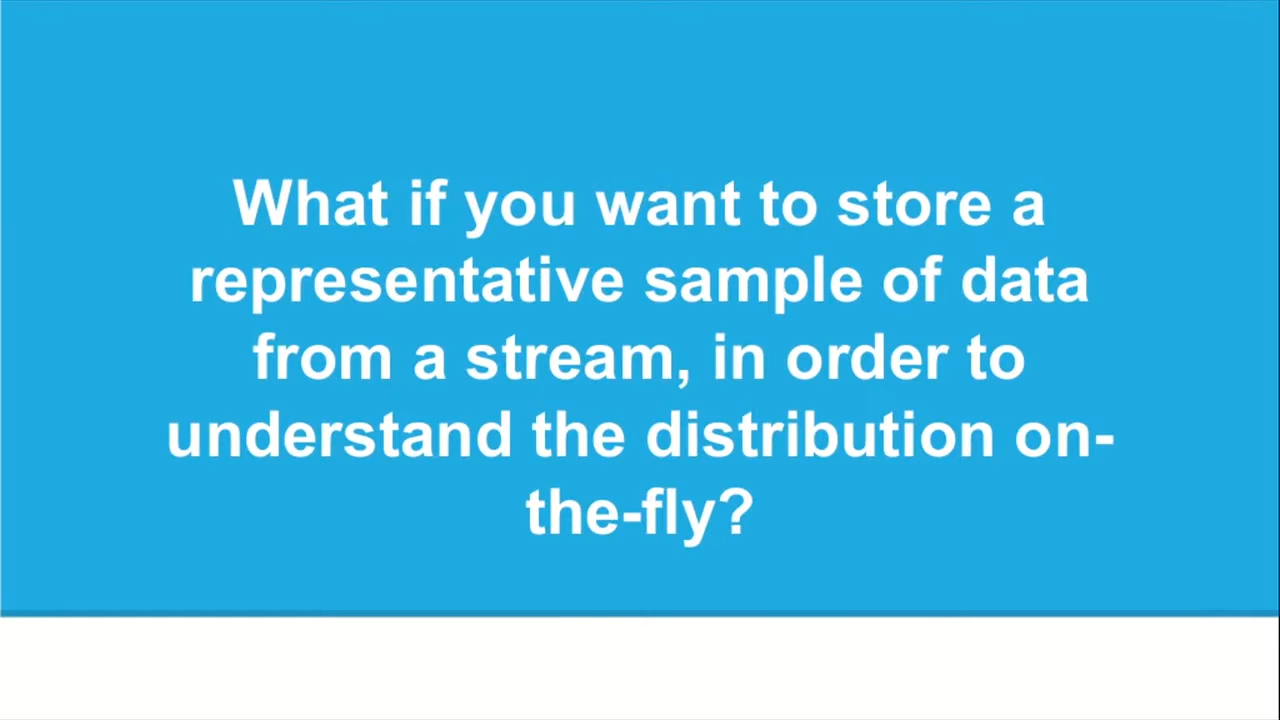 What if you want to store a
representative sample of data
from a stream, in order to
understand the distribution on-
the-fly?